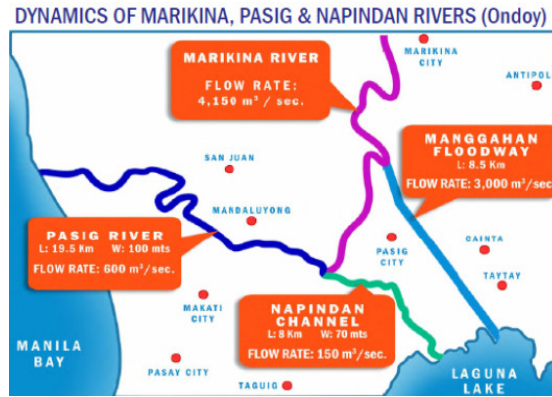 DYNAMICS OF MARIKINA, PASIG & NAPINDAN RIVERS (Ondoy)
MARIKINA RIVER
FLOW RATE:
4,150 m³ / sec.
MARIKINA
CITY
ANTIPOL
MANGGAHAN
FLOODWAY
L: 8.5 Km
FLOW RATE: 3,000 m³/sec.
SAN JUAN
MANDALUYONG
PASIG RIVER
L: 19.5 Km W: 100 mts
FLOW RATE: 600 m³/sec.
PASIG
CITY
CAINTA
TAYTAY
MAKATI
CITY
NAPINDAN
CHANNEL
L: 8 Km W: 70 mts
FLOW RATE: 150 m³/sec.
MANILA
BAY
PASAY CITY
TAGUIG
LAGUNA
LAKE